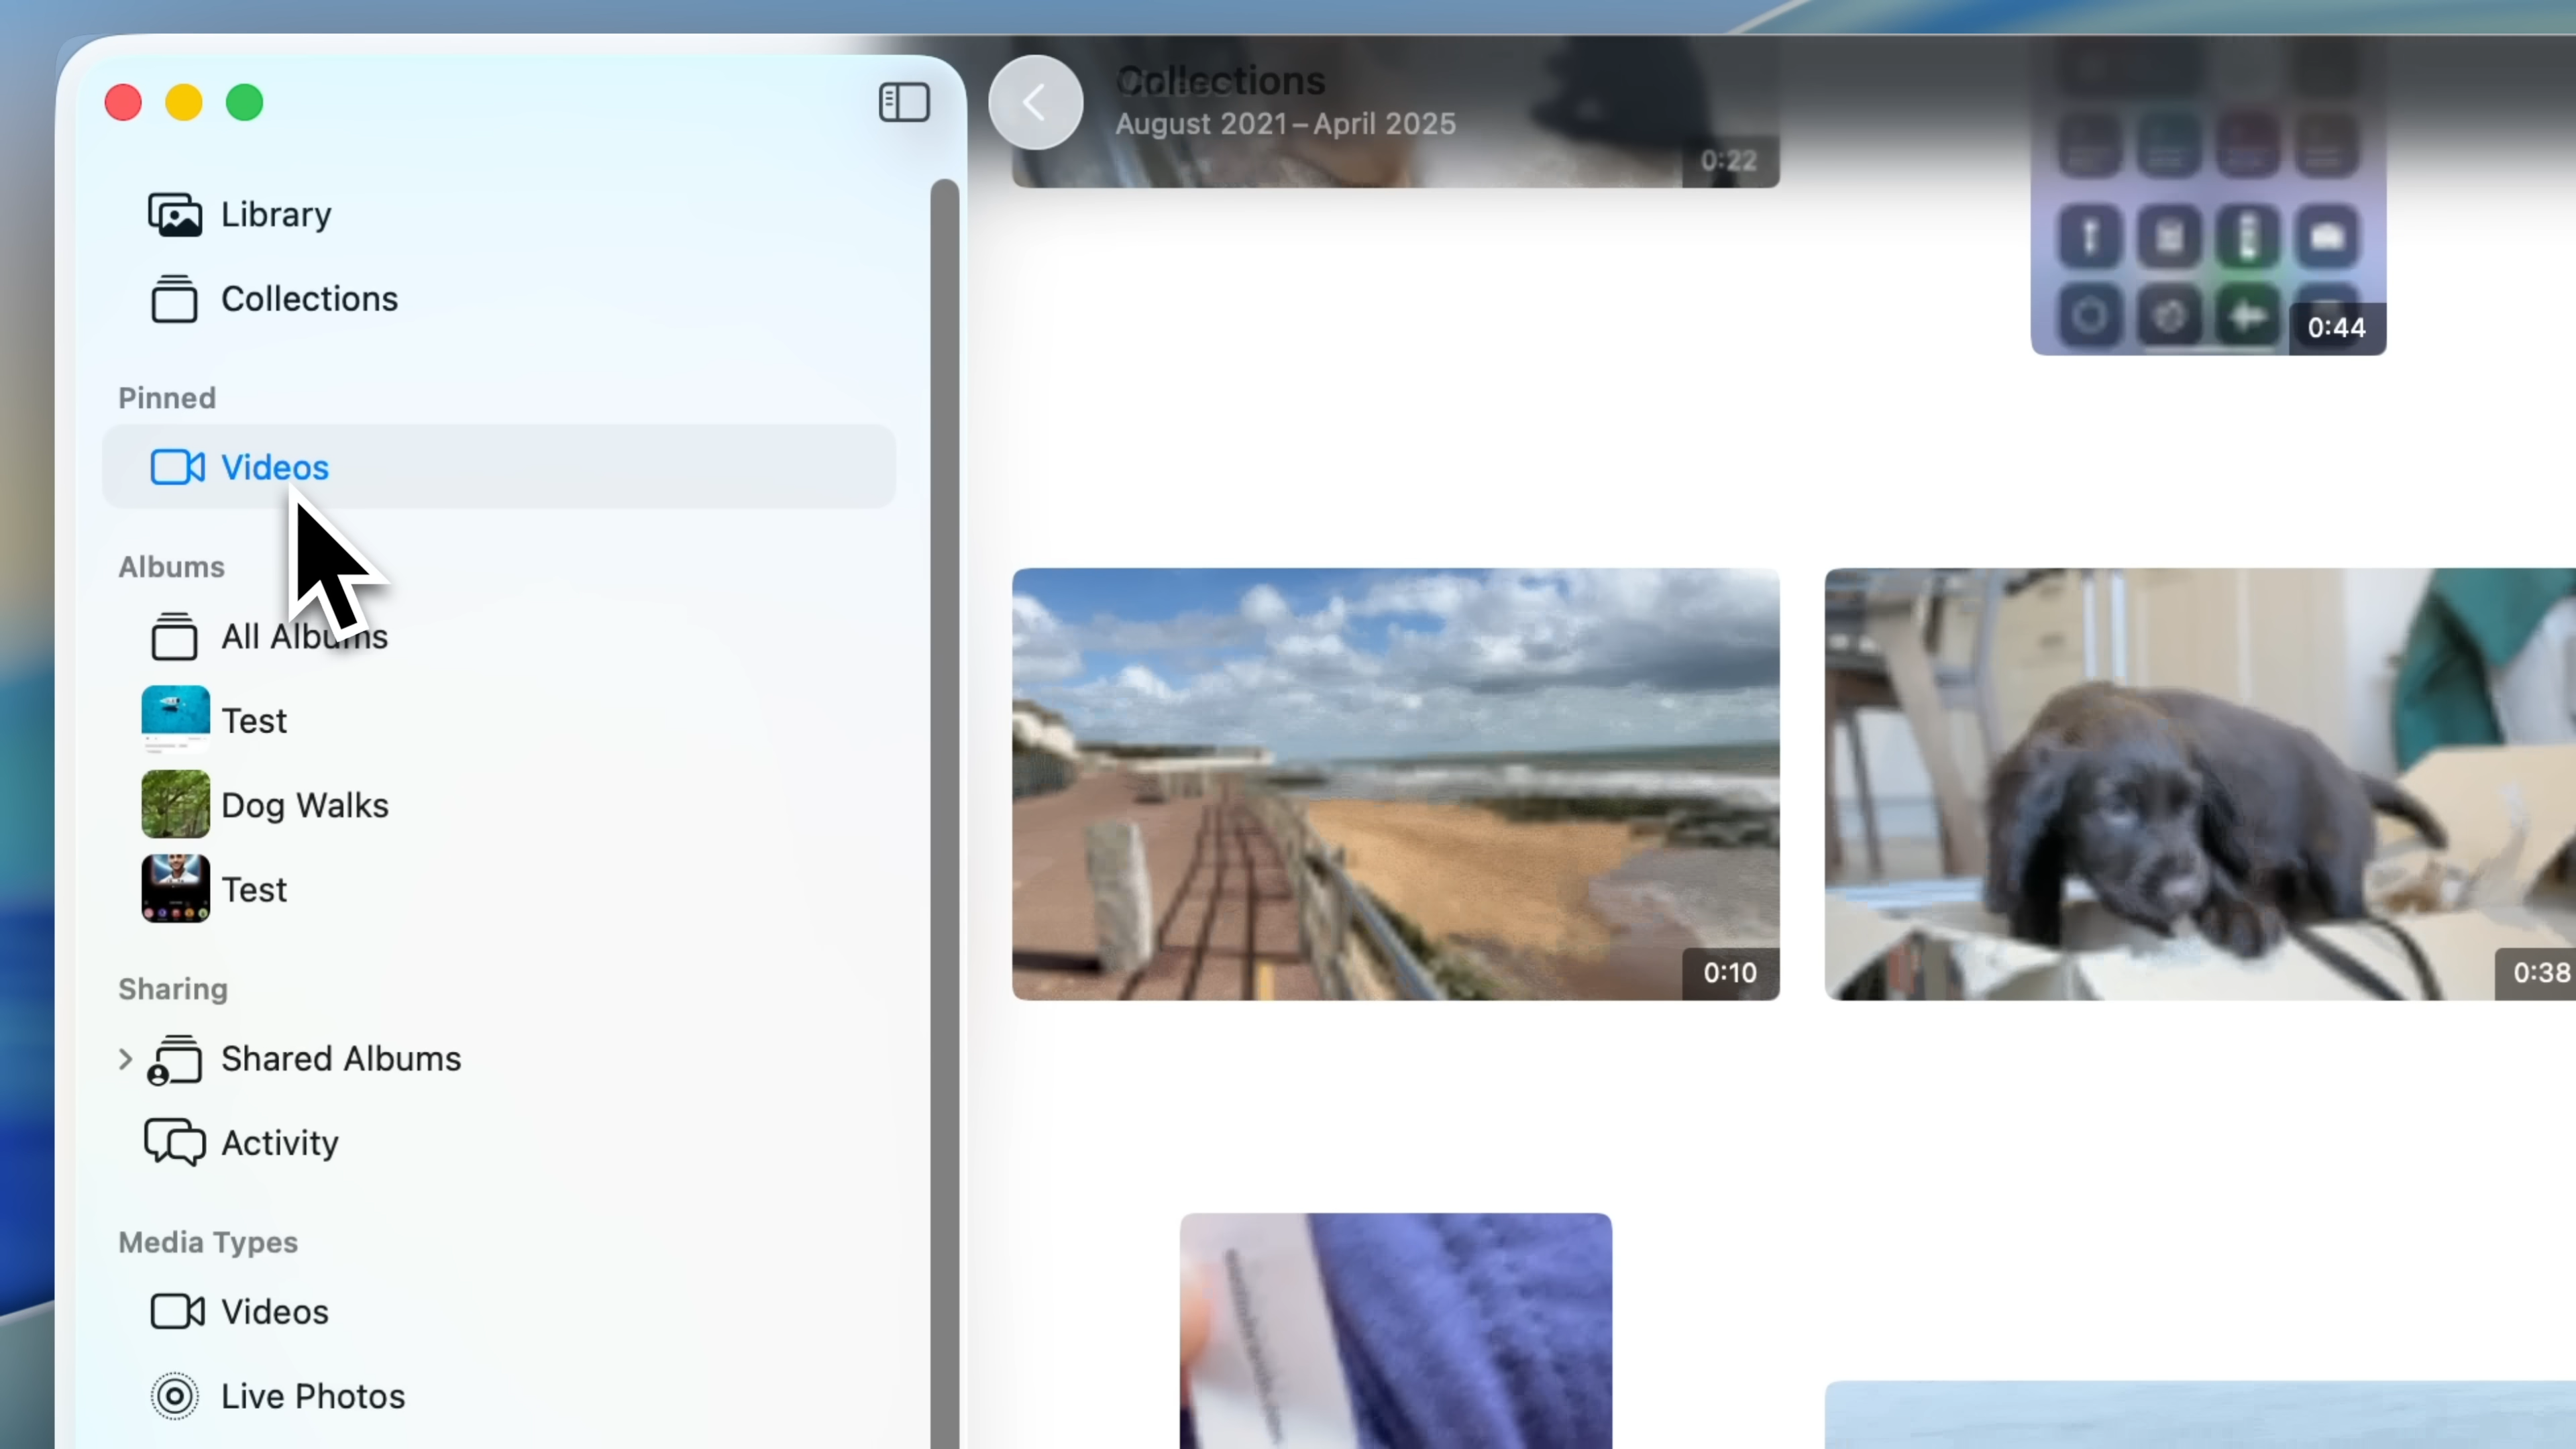 Collections
August 2021–April 2025
0:22
Library
Collections
0:44
Pinned
Videos
Albums
All Albums
Test
Dog Walks
Test
0:10
0:38
Sharing
Shared Albums
Activity
Media Types
Videos
Live Photos